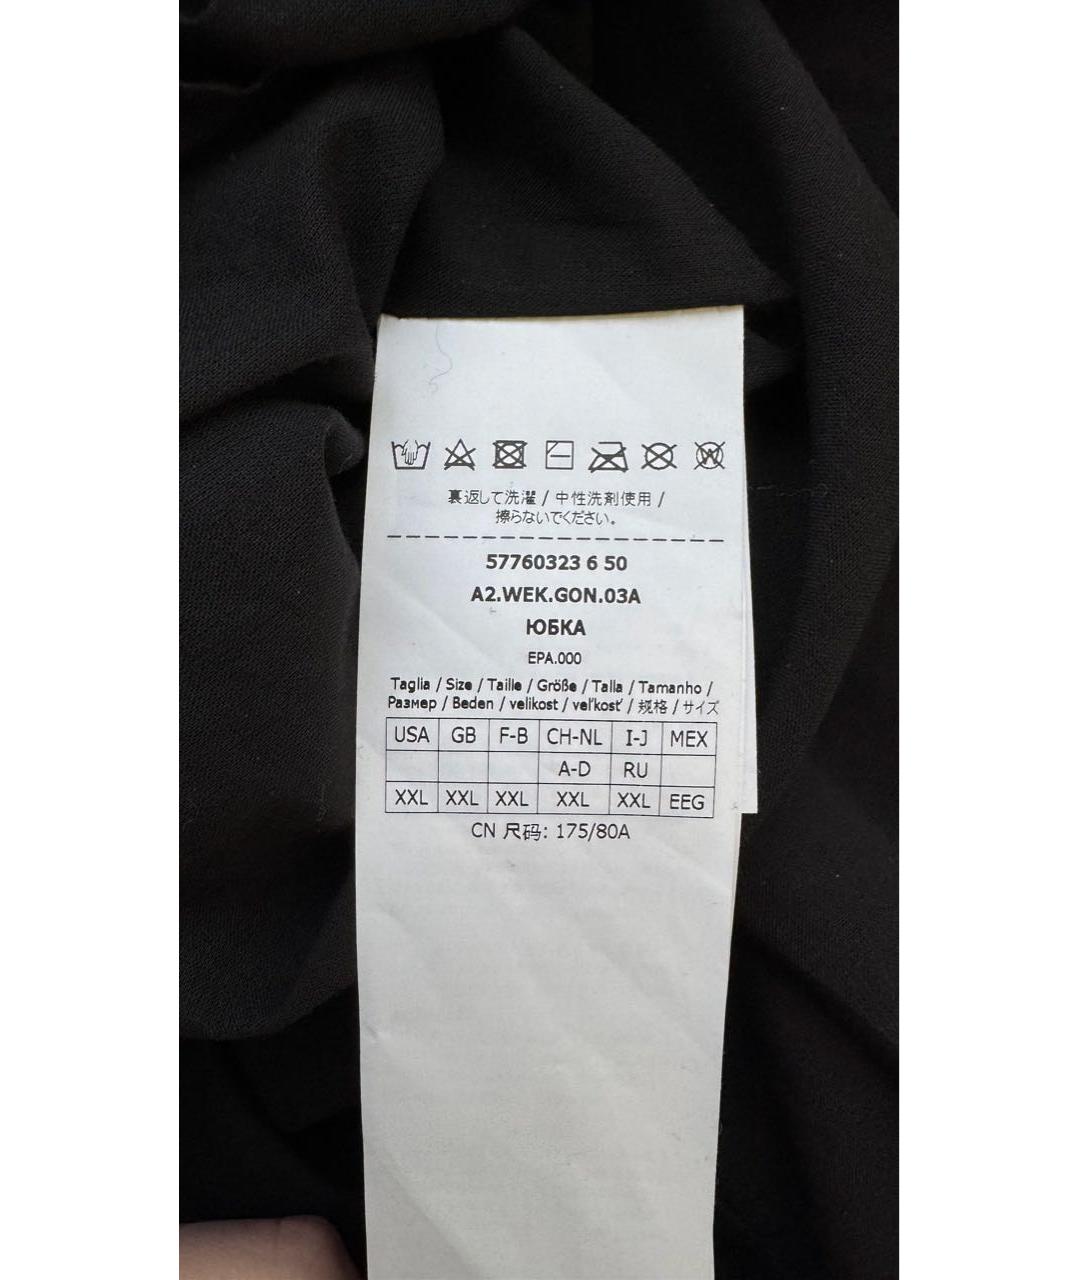 裏返して洗濯 / 中性洗剤使用 /
擦らないでください。
57760323 6 50
A2.WEK.GON.03A
ЮБКА
EPA.000
Taglia / Size / Taille / Größe / Talla / Tamanho /
Размер / Beden / velikost / veľkosť / 规格 / サイズ
USA GB F-B CH-NL I-J MEX
A-D RU
XXL XXL XXL XXL XXL EEG
CN 尺码: 175/80A